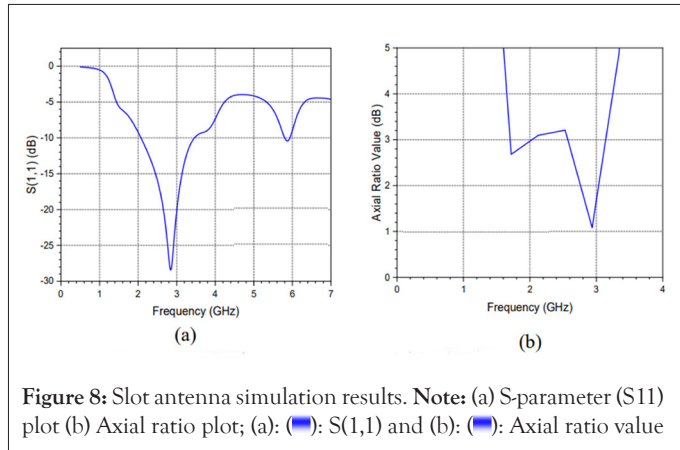 0
-5
-10
-15
-20
-25
-30
S(1,1) (dB)
0 1 2 3 4 5 6 7
Frequency (GHz)
(a)
5
4
3
2
1
0
Axial Ratio Value (dB)
0 1 2 3 4
Frequency (GHz)
(b)
Figure 8: Slot antenna simulation results. Note: (a) S-parameter (S11)
plot (b) Axial ratio plot; (a): ( ): S(1,1) and (b): ( ): Axial ratio value